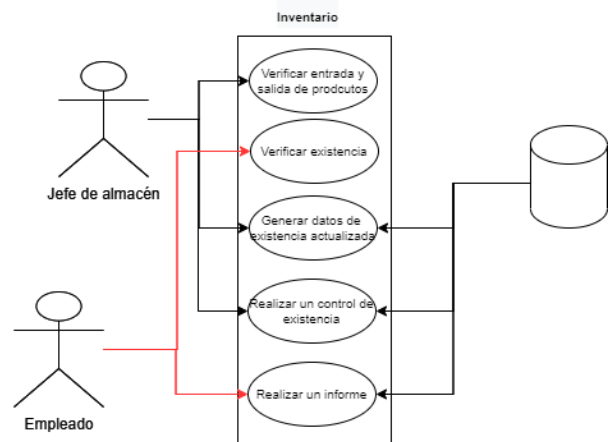 Inventario
Verificar entrada y
salida de prodcutos
Verificar existencia
Jefe de almacén
Generar datos de
existencia actualizada
Realizar un control de
existencia
Realizar un informe
Empleado